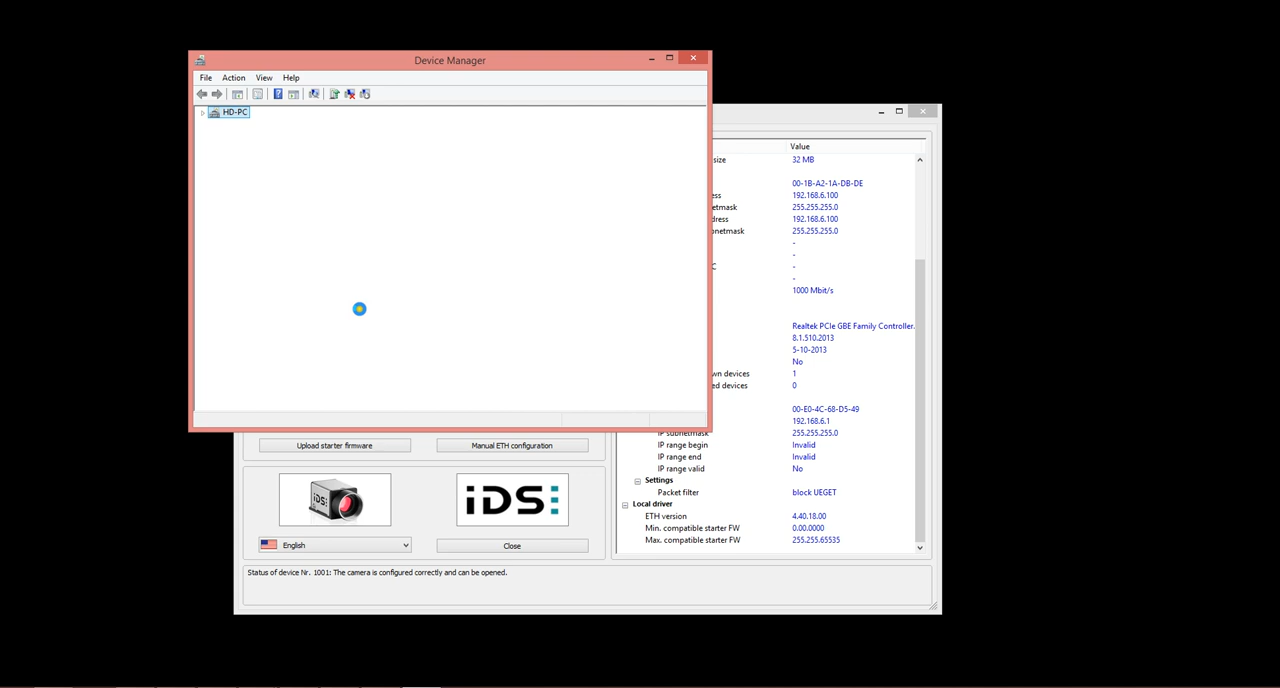 Device Manager
File Action View Help
HD-PC
Value
size 32 MB
00-1B-A2-1A-DB-DE
ess 192.168.6.100
etmask 255.255.255.0
dress 192.168.6.100
bnetmask 255.255.255.0
-
-
C -
-
1000 Mbit/s
Realtek PCIe GBE Family Controller.
8.1.510.2013
5-10-2013
No
wn devices 1
ed devices 0
00-E0-4C-68-D5-49
192.168.6.1
IP subnetmask 255.255.255.0
IP range begin Invalid
IP range end Invalid
IP range valid No
Settings
Packet filter block UEGET
Local driver
ETH version 4.40.18.00
Min. compatible starter FW 0.00.0000
Max. compatible starter FW 255.255.65535
Upload starter firmware Manual ETH configuration
iDS: iDS:
English Close
Status of device Nr. 1001: The camera is configured correctly and can be opened.